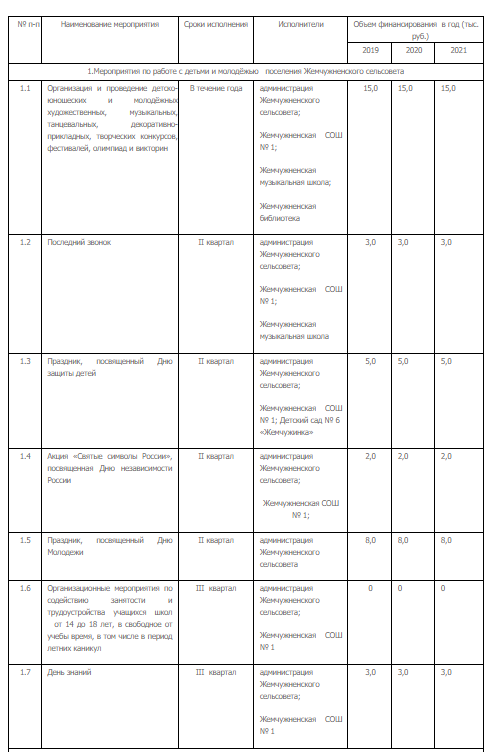 № п-п Наименование мероприятия Сроки исполнения Исполнители Объем финансирования в год (тыс. руб.)
2019 2020 2021
1.Мероприятия по работе с детьми и молодёжью поселения Жемчужненского сельсовета
1.1 Организация и проведение детско- В течение года администрация 15,0 15,0 15,0
юношеских и молодёжных Жемчужненского
художественных, музыкальных, сельсовета;
танцевальных, декоративно-
прикладных, творческих конкурсов, Жемчужненская СОШ
фестивалей, олимпиад и викторин № 1;
Жемчужненская
музыкальная школа;
Жемчужненская
библиотека
1.2 Последний звонок II квартал администрация 3,0 3,0 3,0
Жемчужненского
сельсовета;
Жемчужненская СОШ
№ 1;
Жемчужненская
музыкальная школа
1.3 Праздник, посвященный Дню II квартал администрация 5,0 5,0 5,0
защиты детей Жемчужненского
сельсовета;
Жемчужненская СОШ
№ 1; Детский сад № 6
«Жемчужинка»
1.4 Акция «Святые символы России», II квартал администрация 2,0 2,0 2,0
посвященная Дню независимости Жемчужненского
России сельсовета;
Жемчужненская СОШ
№ 1;
1.5 Праздник, посвященный Дню II квартал администрация 8,0 8,0 8,0
Молодежи Жемчужненского
сельсовета
1.6 Организационные мероприятия по III квартал администрация 0 0 0
содействию занятости и Жемчужненского
трудоустройства учащихся школ сельсовета;
от 14 до 18 лет, в свободное от
учебы время, в том числе в период Жемчужненская СОШ
летних каникул № 1
1.7 День знаний III квартал администрация 3,0 3,0 3,0
Жемчужненского
сельсовета;
Жемчужненская СОШ
№ 1